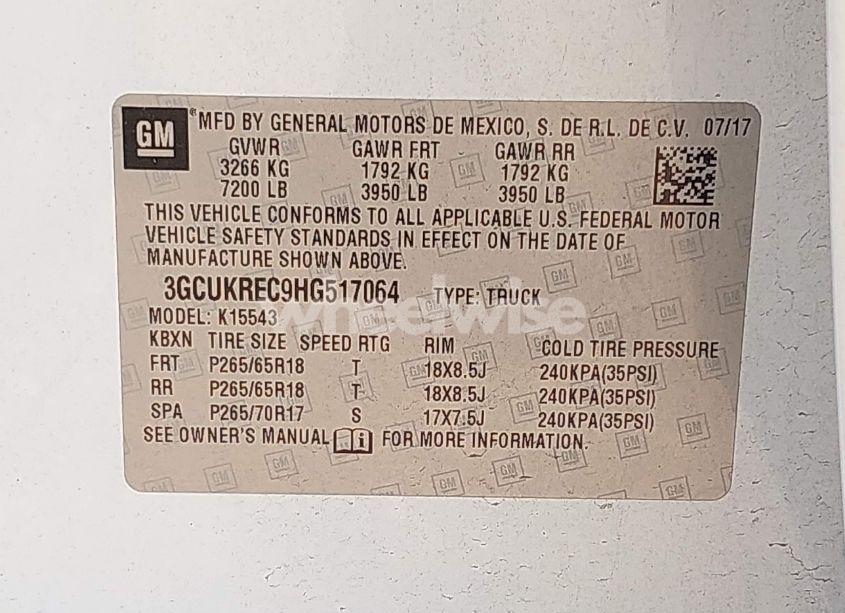 GM ® MFD BY GENERAL MOTORS DE MEXICO, S. DE R.L. DE C.V. 07/17
GVWR GAWR FRT GAWR RR
3266 KG 1792 KG 1792 KG
7200 LB 3950 LB 3950 LB
THIS VEHICLE CONFORMS TO ALL APPLICABLE U.S. FEDERAL MOTOR
VEHICLE SAFETY STANDARDS IN EFFECT ON THE DATE OF
MANUFACTURE SHOWN ABOVE.
3GCUKREC9HG517064 TYPE: TRUCK
wheelwise
MODEL: K15543
KBXN TIRE SIZE SPEED RTG RIM COLD TIRE PRESSURE
FRT P265/65R18 T 18X8.5J 240KPA(35PSI)
RR P265/65R18 T 18X8.5J 240KPA(35PSI)
SPA P265/70R17 S 17X7.5J 240KPA(35PSI)
SEE OWNER'S MANUAL FOR MORE INFORMATION.